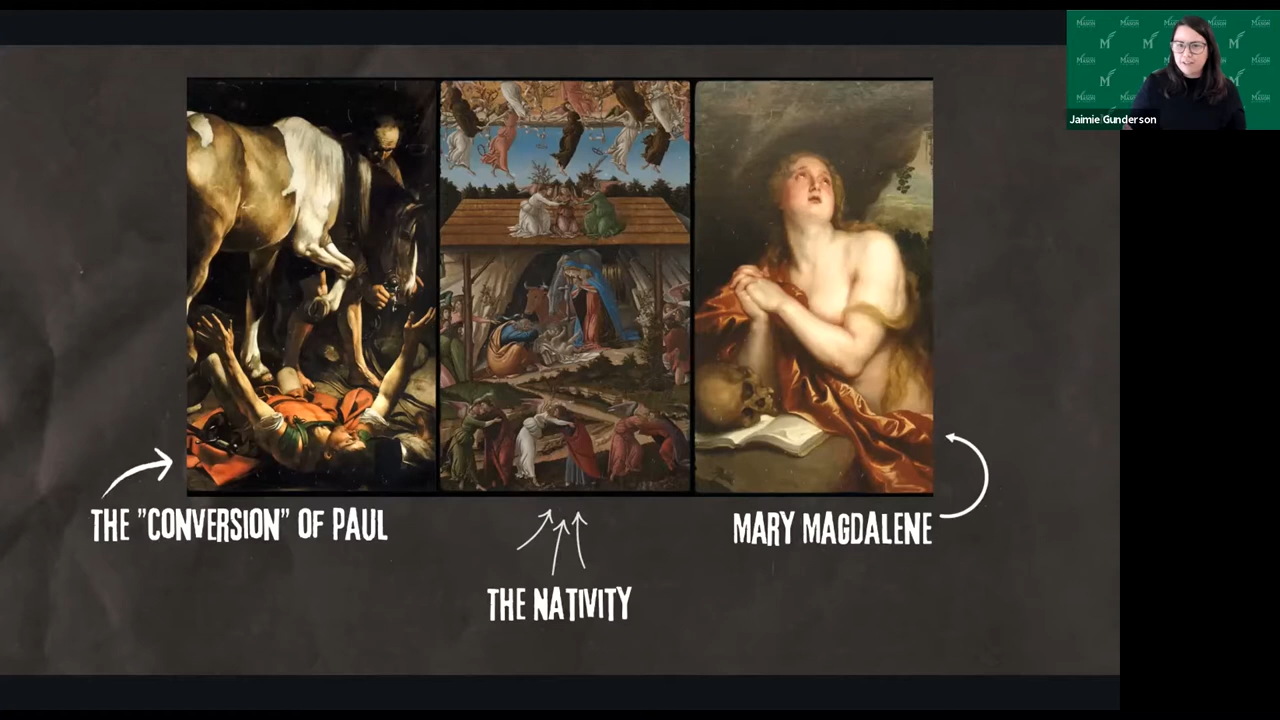 Jaimie Gunderson
THE "CONVERSION" OF PAUL
MARY MAGDALENE
THE NATIVITY